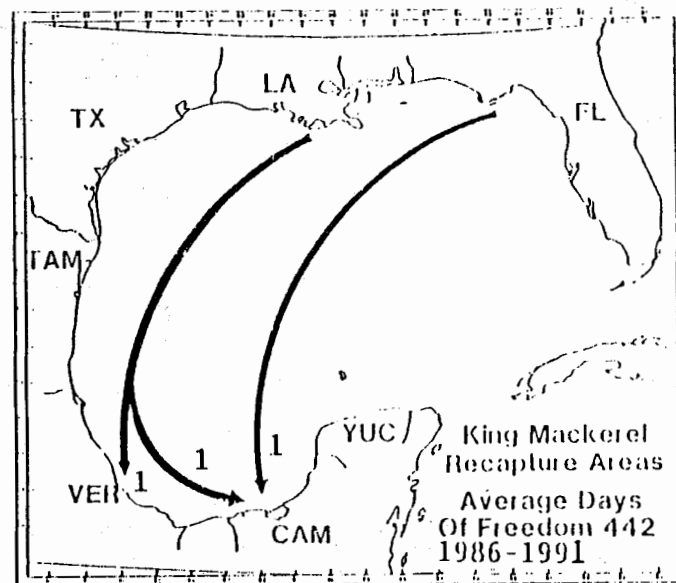 LA
TX
FL
TAM
YUC
King Mackerel
Recapture Areas
1
1
1
VER
CAM
Average Days
Of Freedom 442
1986-1991